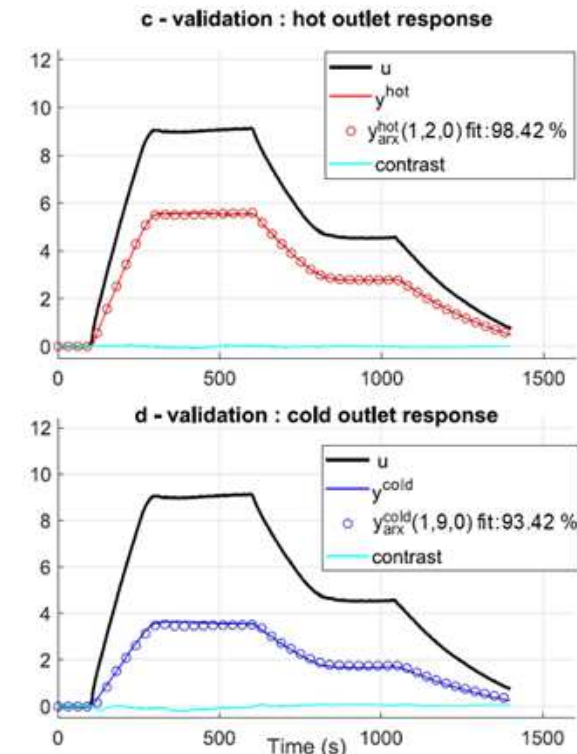 c - validation : hot outlet response
12
10
8
6
4
2
0
u
y^hot
y^hot_arx(1,2,0) fit:98.42 %
contrast
0 500 1000 1500
d - validation : cold outlet response
12
10
8
6
4
2
0
u
y^cold
y^cold_arx(1,9,0) fit:93.42 %
contrast
0 500 1000 1500
Time (s)